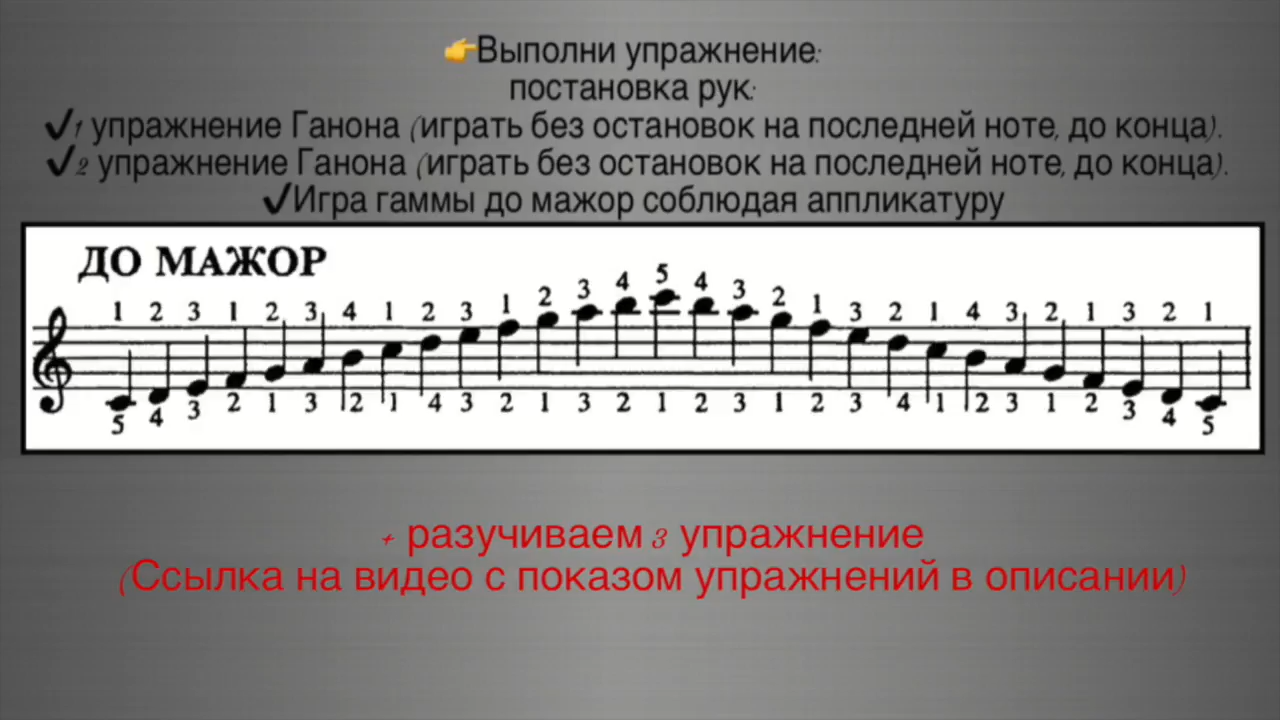 👉Выполни упражнение:
постановка рук:
✔1 упражнение Ганона (играть без остановок на последней ноте, до конца).
✔2 упражнение Ганона (играть без остановок на последней ноте, до конца).
✔Игра гаммы до мажор соблюдая аппликатуру
ДО МАЖОР
1 2 3 1 2 3 4 1 2 3 1 2 3 4 5 4 3 2 1 3 2 1 4 3 2 1 3 2 1
5 4 3 2 1 3 2 1 4 3 2 1 3 2 1 2 3 1 2 3 4 1 2 3 1 2 3 4 5
+ разучиваем 3 упражнение
(Ссылка на видео с показом упражнений в описании)